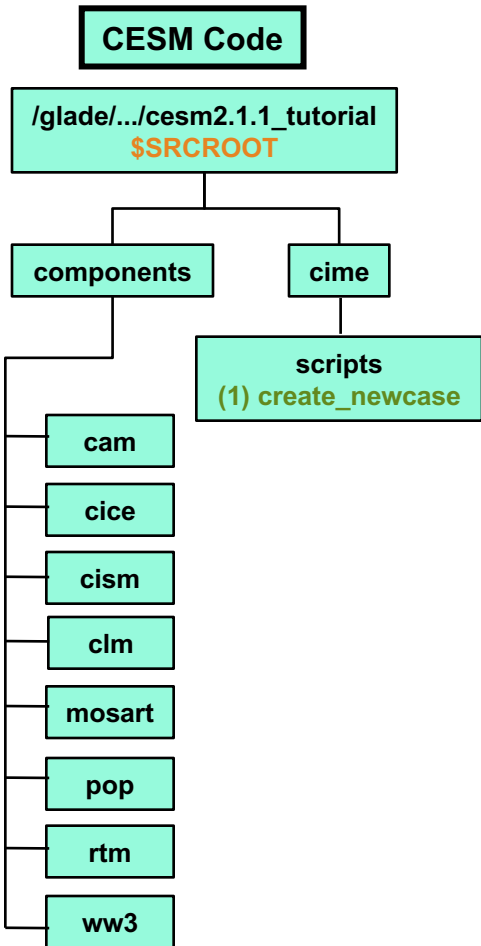 CESM Code
/glade/.../cesm2.1.1_tutorial
$SRCROOT
components
cime
scripts
(1) create_newcase
cam
cice
cism
clm
mosart
pop
rtm
ww3